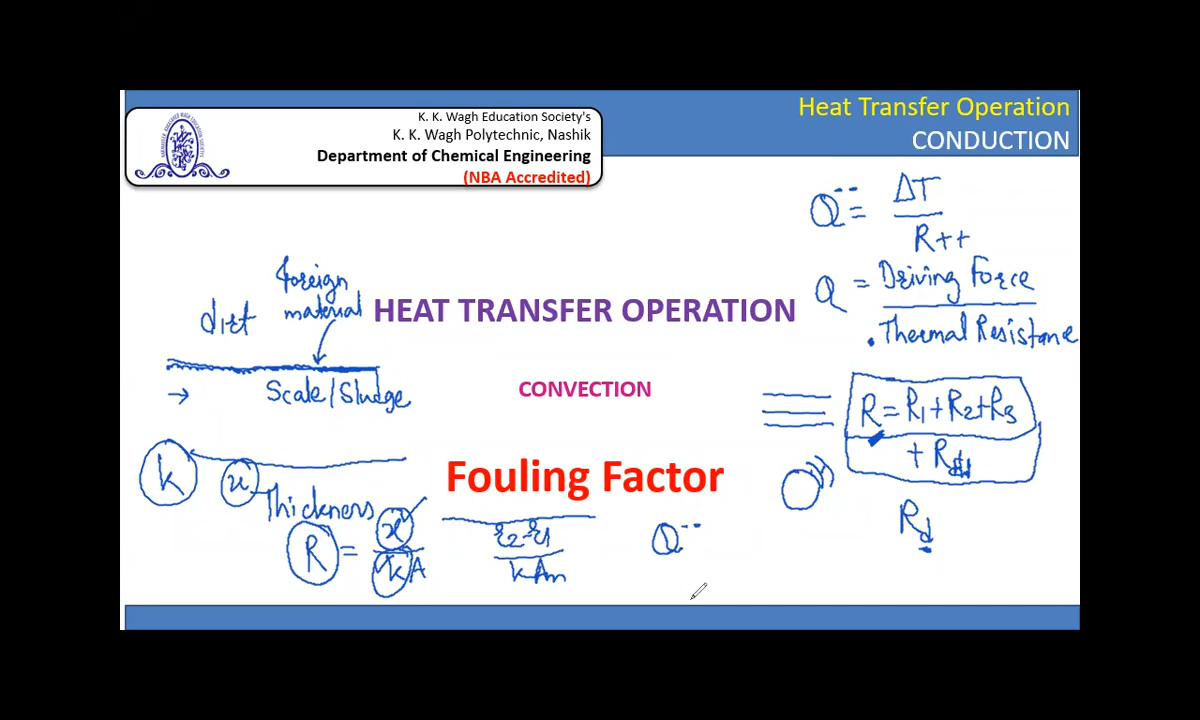 K. K. Wagh Education Society's
K. K. Wagh Polytechnic, Nashik
Department of Chemical Engineering
(NBA Accredited)
Heat Transfer Operation
CONDUCTION
Q-- = ΔT / R++
Q = Driving Force / Thermal Resistance
foreign
material
dirt
HEAT TRANSFER OPERATION
→ Scale/Sludge
CONVECTION
R = R1 + R2 + R3
+ Rd
k
x
Thickness
Fouling Factor
R = x / kA
r2-r1 / kAm
Q--
Rd